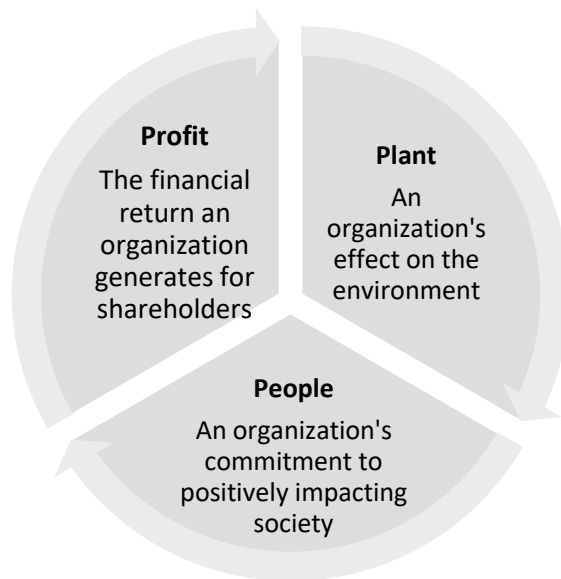 Profit
The financial
return an
organization
generates for
shareholders
Plant
An
organization's
effect on the
environment
People
An organization's
commitment to
positively impacting
society